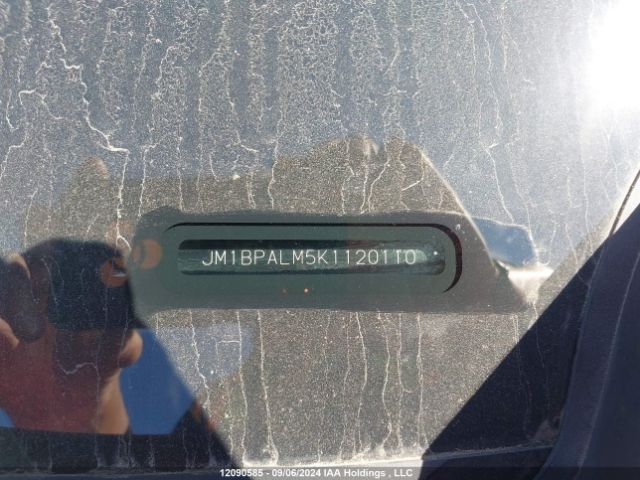 JM1BPALM5K1120110
12090585 - 09/06/2024 IAA Holdings , LLC